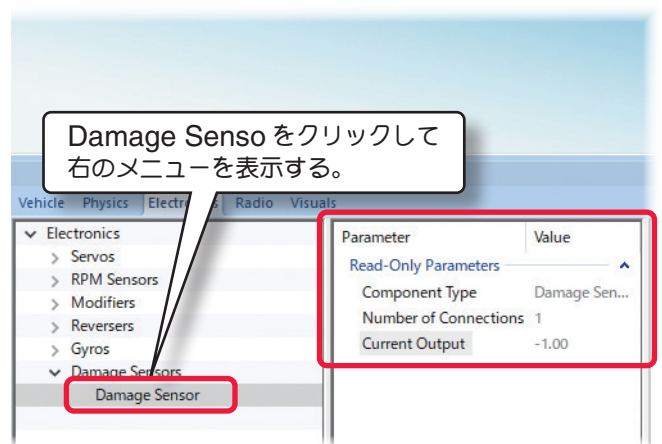 Damage Senso をクリックして
右のメニューを表示する。
Vehicle Physics Radio Visuals
Electronics
Servos
RPM Sensors
Modifiers
Reversers
Gyros
Damage Sensors
Damage Sensor
Parameter Value
Read-Only Parameters
Component Type Damage Sen...
Number of Connections 1
Current Output -1.00